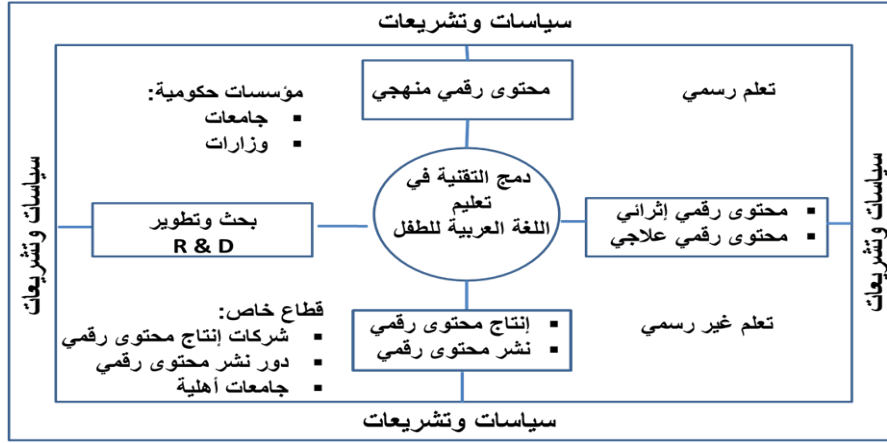 سياسات وتشريعات
محتوى رقمي منهجي
تعلم رسمي
مؤسسات حكومية:
▪ جامعات
▪ وزارات
سياسات وتشريعات
دمج التقنية في
تعليم
اللغة العربية للطفل
▪ محتوى رقمي إثرائي
▪ محتوى رقمي علاجي
بحث وتطوير
R & D
سياسات وتشريعات
تعلم غير رسمي
▪ إنتاج محتوى رقمي
▪ نشر محتوى رقمي
قطاع خاص:
▪ شركات إنتاج محتوى رقمي
▪ دور نشر محتوى رقمي
▪ جامعات أهلية
سياسات وتشريعات